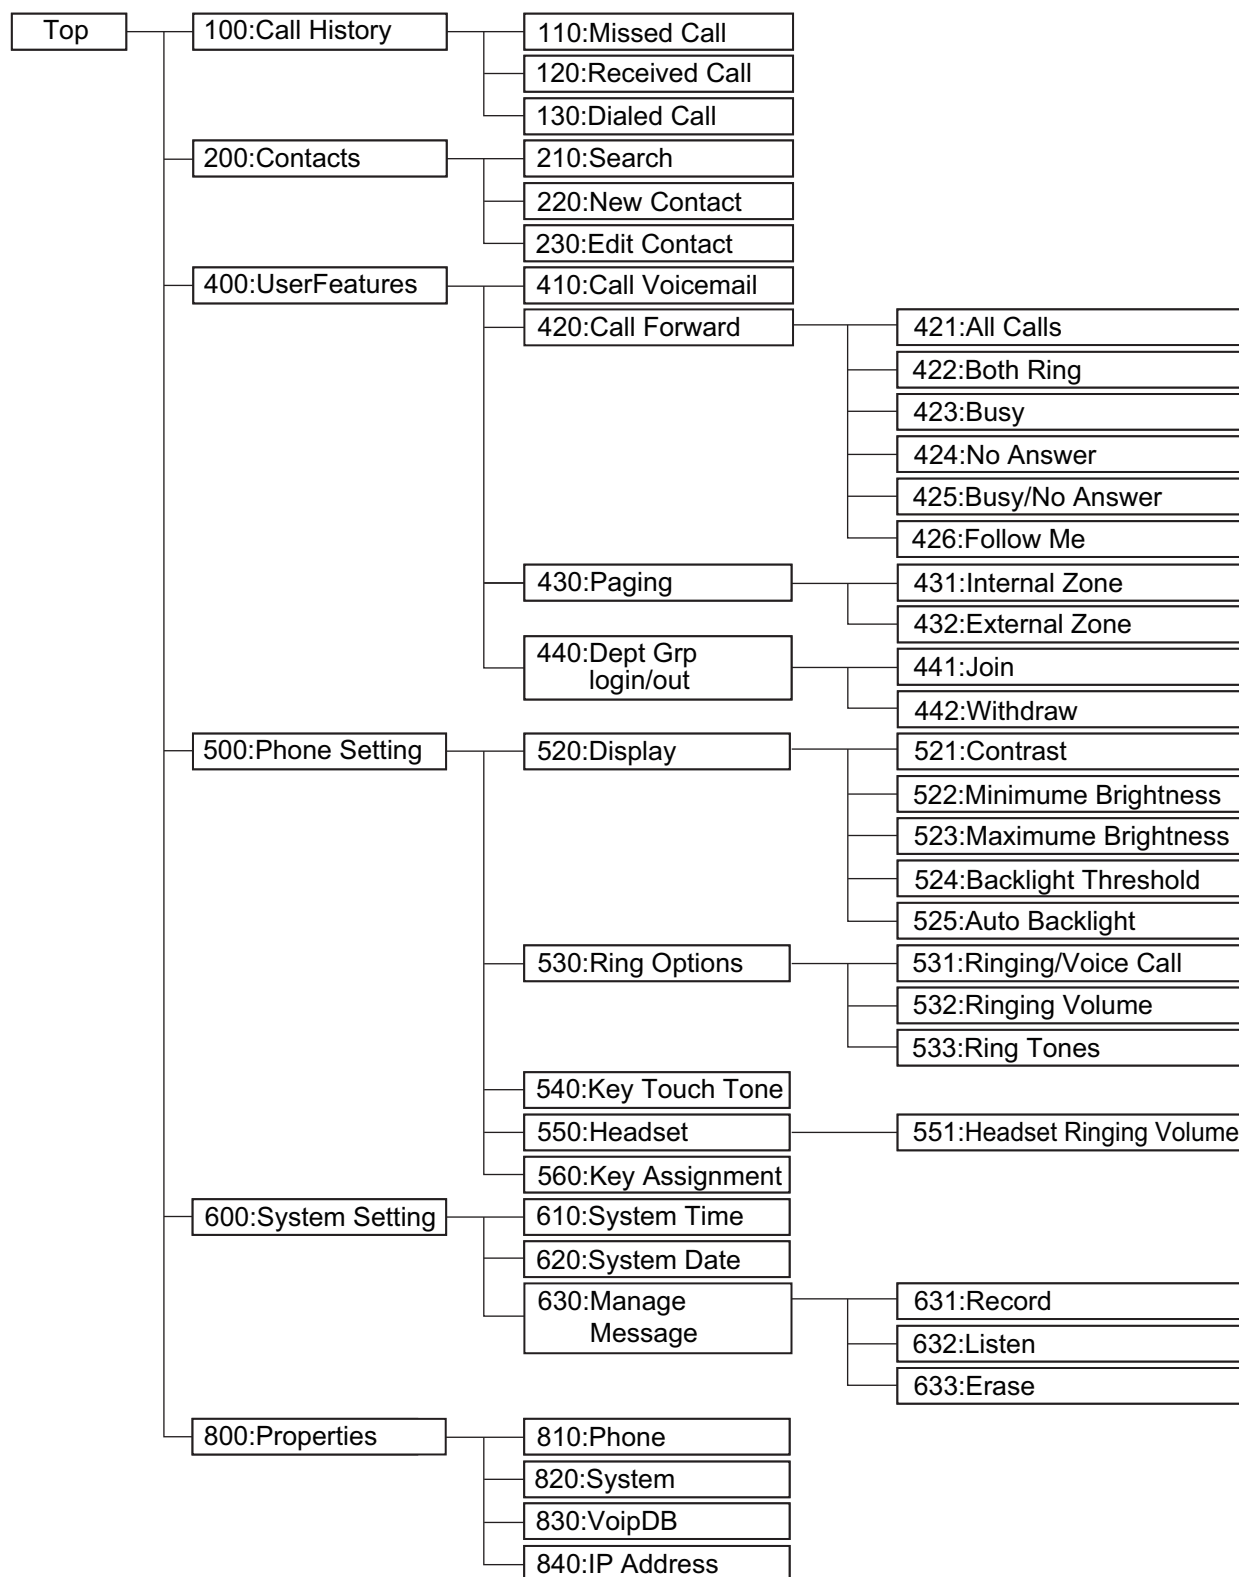 Top
100:Call History
110:Missed Call
120:Received Call
130:Dialed Call
200:Contacts
210:Search
220:New Contact
230:Edit Contact
400:UserFeatures
410:Call Voicemail
420:Call Forward
421:All Calls
422:Both Ring
423:Busy
424:No Answer
425:Busy/No Answer
426:Follow Me
430:Paging
431:Internal Zone
432:External Zone
440:Dept Grp
login/out
441:Join
442:Withdraw
500:Phone Setting
520:Display
521:Contrast
522:Minimume Brightness
523:Maximume Brightness
524:Backlight Threshold
525:Auto Backlight
530:Ring Options
531:Ringing/Voice Call
532:Ringing Volume
533:Ring Tones
540:Key Touch Tone
550:Headset
551:Headset Ringing Volume
560:Key Assignment
600:System Setting
610:System Time
620:System Date
630:Manage
Message
631:Record
632:Listen
633:Erase
800:Properties
810:Phone
820:System
830:VoipDB
840:IP Address